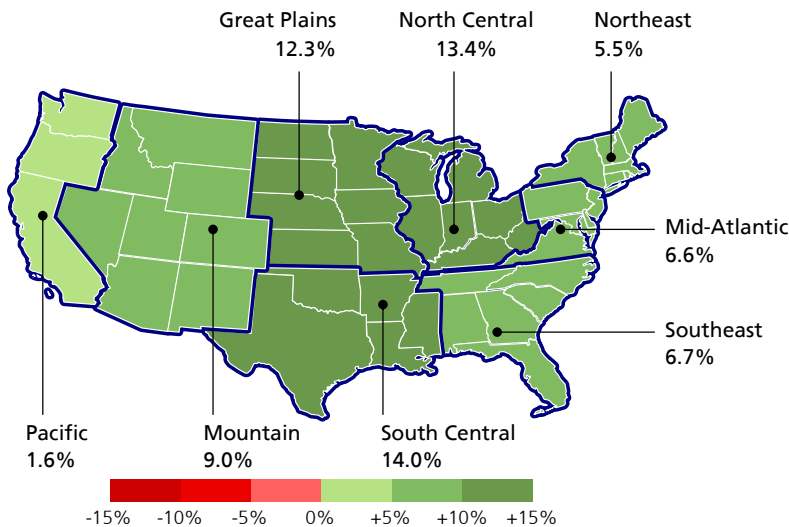 Great Plains
12.3%
North Central
13.4%
Northeast
5.5%
Mid-Atlantic
6.6%
Southeast
6.7%
Pacific
1.6%
Mountain
9.0%
South Central
14.0%
-15% -10% -5% 0% +5% +10% +15%